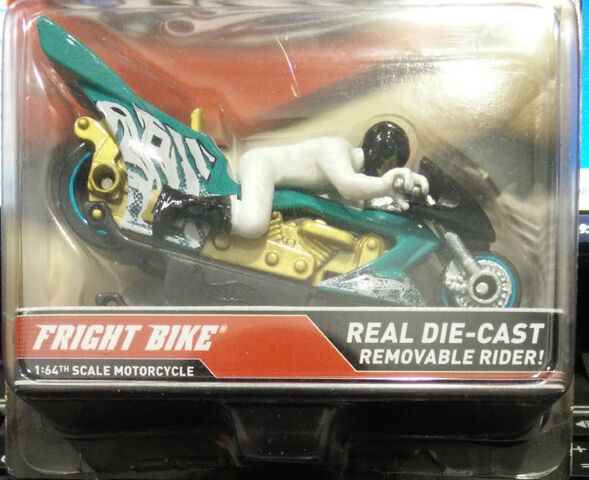 FRIGHT BIKE®
1:64TH SCALE MOTORCYCLE
REAL DIE-CAST
REMOVABLE RIDER!